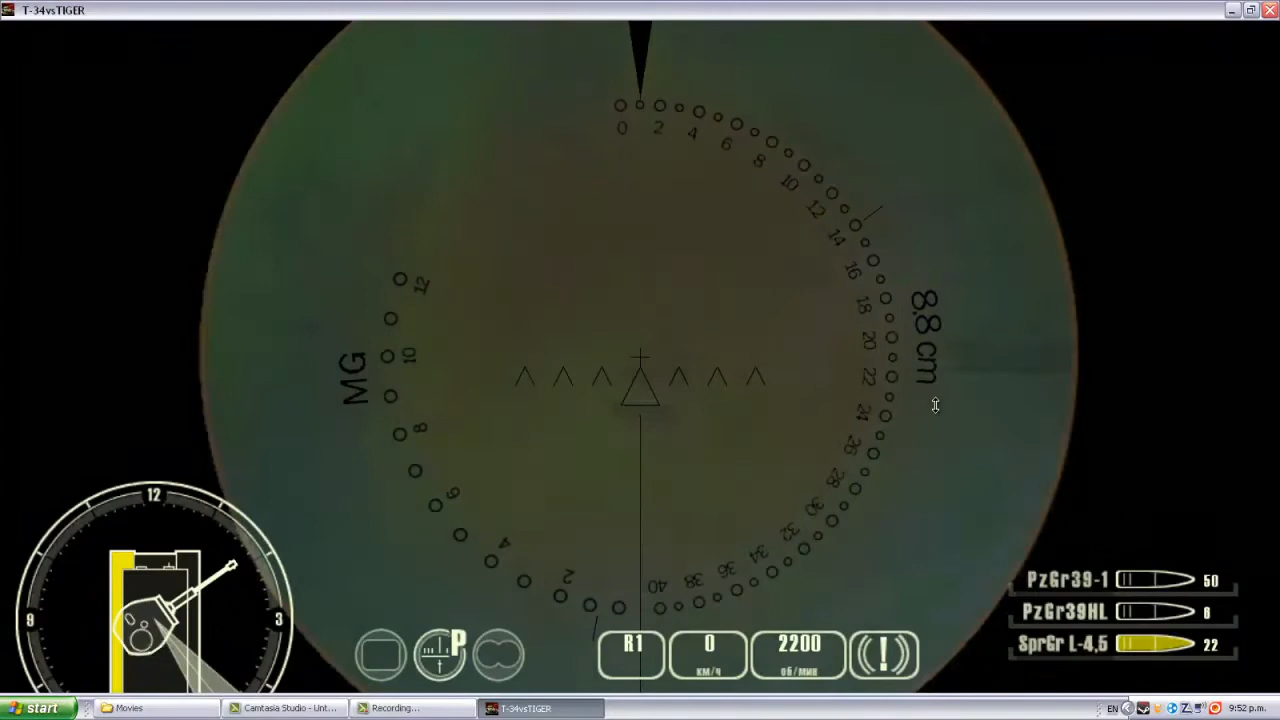 T-34vsTIGER
0 2 4 6 8 10 12 14 16 18 20 22 24 26 28 30 32 34 36 38 40
8.8 cm
12 10 8 6 4 2
MG
12
9
3
P
R1
0
км/ч
2200
об/мин
!
PzGr39-1 50
PzGr39HL 8
SprGr L-4,5 22
start
Movies
Camtasia Studio - Unt...
Recording...
T-34vsTIGER
EN
9:52 p.m.